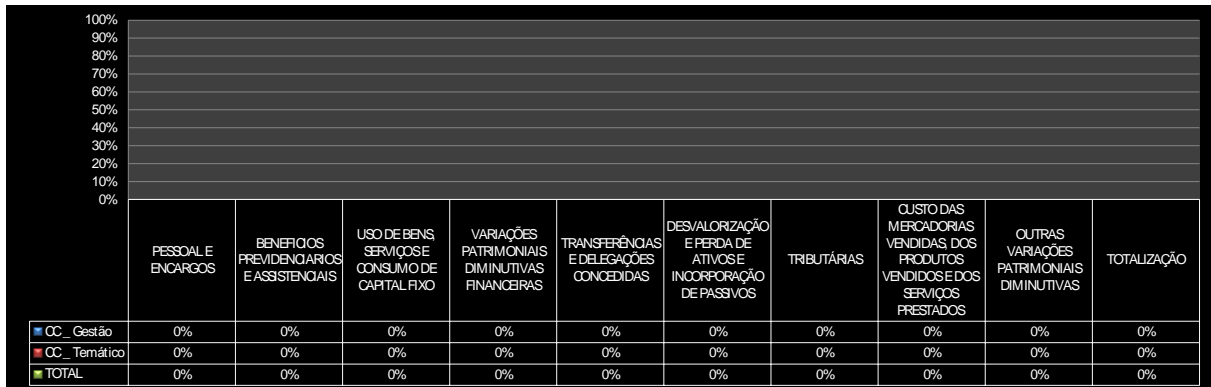 100%
90%
80%
70%
60%
50%
40%
30%
20%
10%
0%
PESSOAL E
ENCARGOS
BENEFICIOS
PREVIDENCIARIOS
E ASSISTENCIAIS
USO DE BENS,
SERVIÇOS E
CONSUMO DE
CAPITAL FIXO
VARIAÇÕES
PATRIMONIAIS
DIMINUTIVAS
FINANCEIRAS
TRANSFERÊNCIAS
E DELEGAÇÕES
CONCEDIDAS
DESVALORIZAÇÃO
E PERDA DE
ATIVOS E
INCORPORAÇÃO
DE PASSIVOS
TRIBUTÁRIAS
CUSTO DAS
MERCADORIAS
VENDIDAS, DOS
PRODUTOS
VENDIDOS E DOS
SERVIÇOS
PRESTADOS
OUTRAS
VARIAÇÕES
PATRIMONIAIS
DIMINUTIVAS
TOTALIZAÇÃO
CC_ Gestão 0% 0% 0% 0% 0% 0% 0% 0% 0% 0%
CC_ Temático 0% 0% 0% 0% 0% 0% 0% 0% 0% 0%
TOTAL 0% 0% 0% 0% 0% 0% 0% 0% 0% 0%